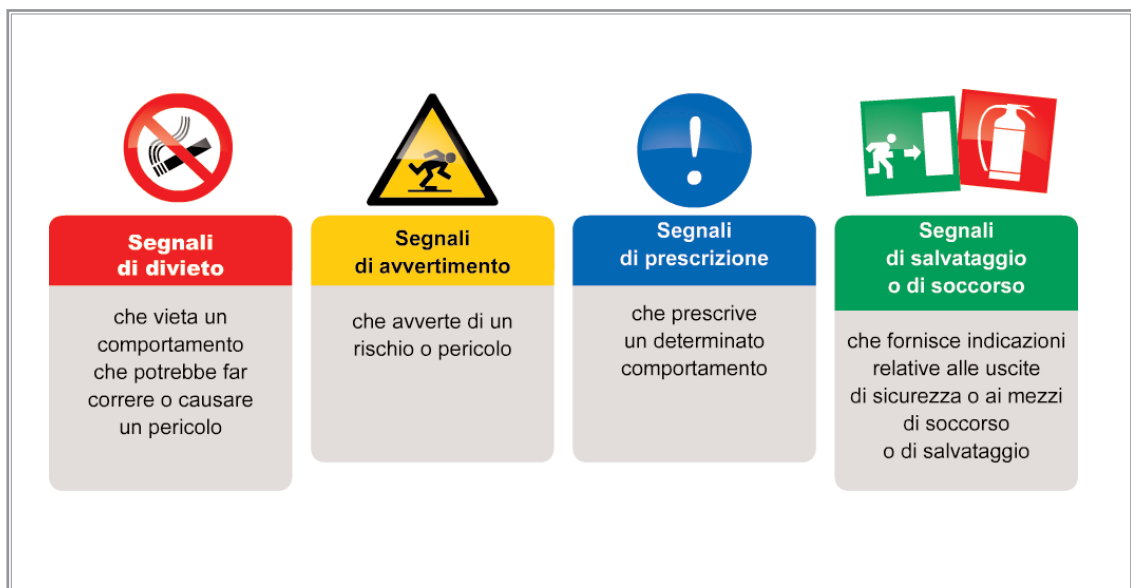 Segnali
di divieto
che vieta un
comportamento
che potrebbe far
correre o causare
un pericolo
Segnali
di avvertimento
che avverte di un
rischio o pericolo
Segnali
di prescrizione
che prescrive
un determinato
comportamento
Segnali
di salvataggio
o di soccorso
che fornisce indicazioni
relative alle uscite
di sicurezza o ai mezzi
di soccorso
o di salvataggio